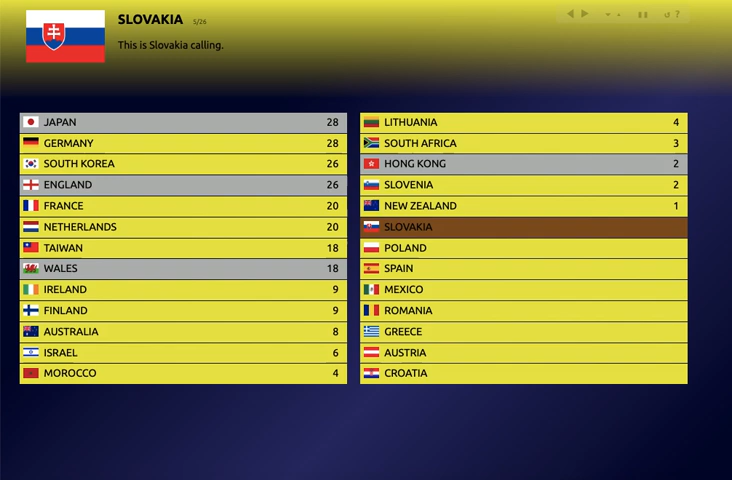 SLOVAKIA 5/26
This is Slovakia calling.
?
JAPAN 28
GERMANY 28
SOUTH KOREA 26
ENGLAND 26
FRANCE 20
NETHERLANDS 20
TAIWAN 18
WALES 18
IRELAND 9
FINLAND 9
AUSTRALIA 8
ISRAEL 6
MOROCCO 4
LITHUANIA 4
SOUTH AFRICA 3
HONG KONG 2
SLOVENIA 2
NEW ZEALAND 1
SLOVAKIA
POLAND
SPAIN
MEXICO
ROMANIA
GREECE
AUSTRIA
CROATIA